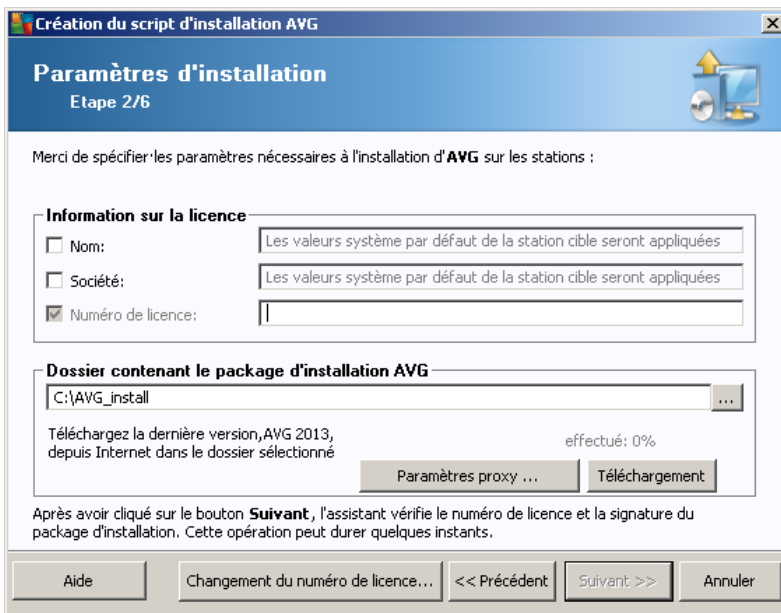 Création du script d'installation AVG
Paramètres d'installation
Etape 2/6
Merci de spécifier·les paramètres nécessaires à l'installation d'AVG sur les stations :
Information sur la licence
Nom:
Les valeurs système par défaut de la station cible seront appliquées
Société:
Les valeurs système par défaut de la station cible seront appliquées
Numéro de licence:
Dossier contenant le package d'installation AVG
C:\AVG_install
...
Téléchargez la dernière version,AVG 2013,
depuis Internet dans le dossier sélectionné
effectué: 0%
Paramètres proxy ...
Téléchargement
Après avoir cliqué sur le bouton Suivant, l'assistant vérifie le numéro de licence et la signature du
package d'installation. Cette opération peut durer quelques instants.
Aide
Changement du numéro de licence...
<< Précédent
Suivant >>
Annuler